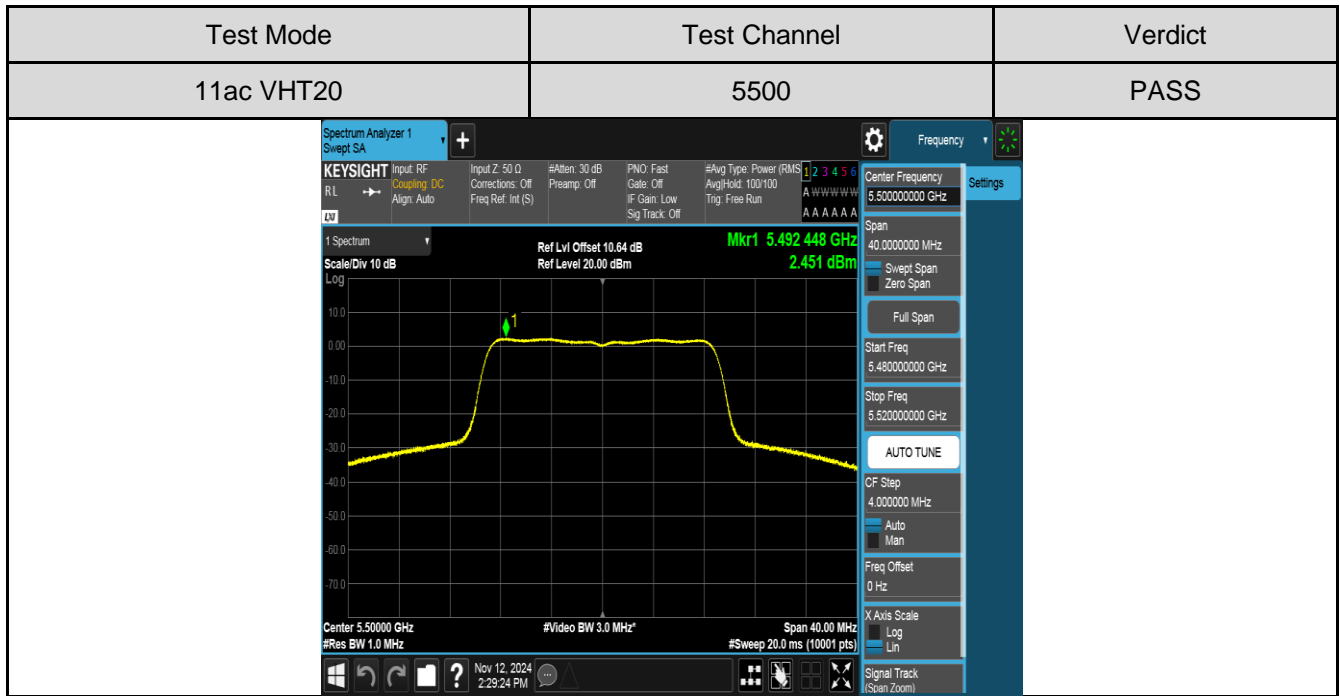 Test Mode Test Channel Verdict
11ac VHT20 5500 PASS
Spectrum Analyzer 1
Swept SA
+
Frequency
KEYSIGHT Input: RF Input Z: 50 Ω #Atten: 30 dB PNO: Fast #Avg Type: Power (RMS 1 2 3 4 5 6
RL Coupling: DC Corrections: Off Preamp: Off Gate: Off Avg|Hold: 100/100 A W W W W W
Align: Auto Freq Ref: Int (S) IF Gain: Low Trig: Free Run
LXI Sig Track: Off A A A A A A
1 Spectrum Ref Lvl Offset 10.64 dB Mkr1 5.492 448 GHz
Scale/Div 10 dB Ref Level 20.00 dBm 2.451 dBm
Log
1
10.0
0.00
-10.0
-20.0
-30.0
-40.0
-50.0
-60.0
-70.0
Center 5.50000 GHz #Video BW 3.0 MHz* Span 40.00 MHz
#Res BW 1.0 MHz #Sweep 20.0 ms (10001 pts)
Center Frequency
5.500000000 GHz
Settings
Span
40.0000000 MHz
Swept Span
Zero Span
Full Span
Start Freq
5.480000000 GHz
Stop Freq
5.520000000 GHz
AUTO TUNE
CF Step
4.000000 MHz
Auto
Man
Freq Offset
0 Hz
X Axis Scale
Log
Lin
Signal Track
(Span Zoom)
? Nov 12, 2024
2:29:24 PM